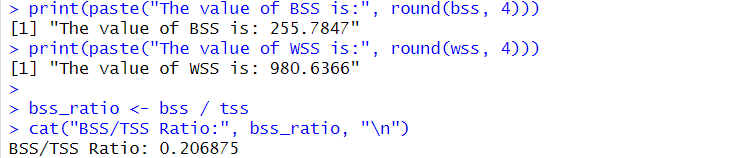 > print(paste("The value of BSS is:", round(bss, 4)))
[1] "The value of BSS is: 255.7847"
> print(paste("The value of WSS is:", round(wss, 4)))
[1] "The value of WSS is: 980.6366"
>
> bss_ratio <- bss / tss
> cat("BSS/TSS Ratio:", bss_ratio, "\n")
BSS/TSS Ratio: 0.206875